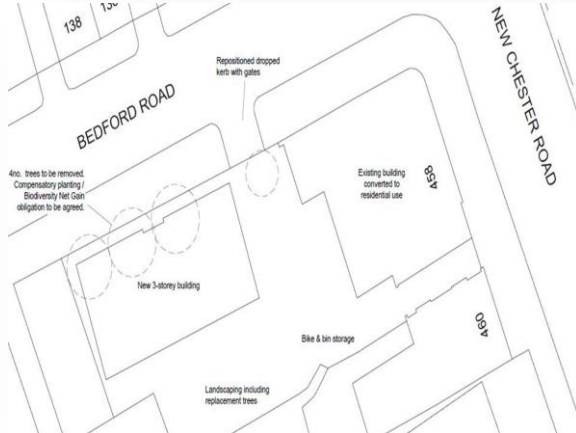 138
BEDFORD ROAD
Repositioned dropped
kerb with gates
NEW CHESTER ROAD
4no. trees to be removed.
Compensatory planting /
Biodiversity Net Gain
obligation to be agreed.
Existing building
converted to
residential use
458
New 3-storey building
Bike & bin storage
460
Landscaping including
replacement trees